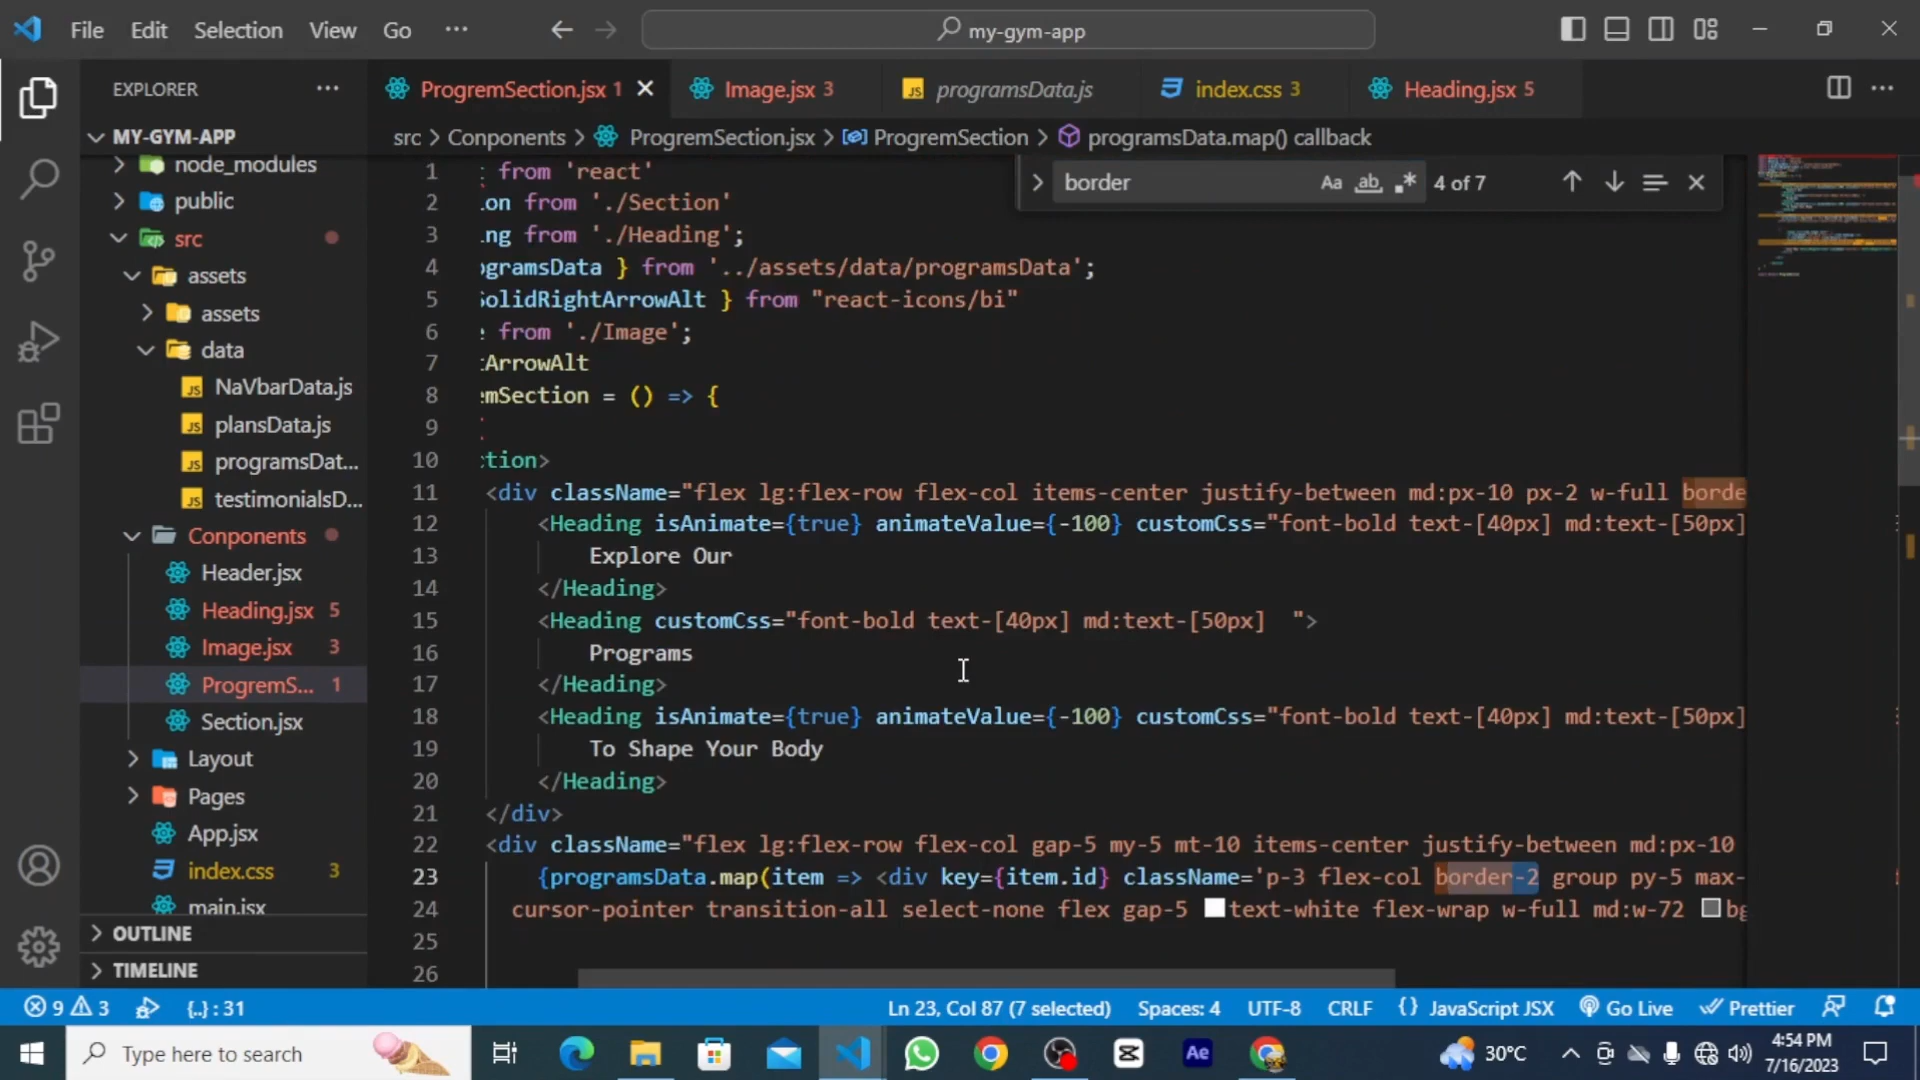 File Edit Selection View Go ··· my-gym-app
EXPLORER ···
ProgremSection.jsx 1 Image.jsx 3 programsData.js index.css 3 Heading.jsx 5 ···
MY-GYM-APP
src > Conponents > ProgremSection.jsx > ProgremSection > programsData.map() callback
border Aa ab .* 4 of 7
node_modules
public
src
assets
assets
data
NaVbarData.js
plansData.js
programsDat...
testimonialsD...
Conponents
Header.jsx
Heading.jsx 5
Image.jsx 3
ProgremS... 1
Section.jsx
Layout
Pages
App.jsx
index.css 3
main.jsx
OUTLINE
TIMELINE
1 from 'react'
2 on from './Section'
3 ng from './Heading';
4 ogramsData } from '../assets/data/programsData';
5 SolidRightArrowAlt } from "react-icons/bi"
6 from './Image';
7 tArrowAlt
8 emSection = () => {
9
10 ction>
11 <div className="flex lg:flex-row flex-col items-center justify-between md:px-10 px-2 w-full borde
12 <Heading isAnimate={true} animateValue={-100} customCss="font-bold text-[40px] md:text-[50px]
13 Explore Our
14 </Heading>
15 <Heading customCss="font-bold text-[40px] md:text-[50px]  ">
16 Programs
17 </Heading>
18 <Heading isAnimate={true} animateValue={-100} customCss="font-bold text-[40px] md:text-[50px]
19 To Shape Your Body
20 </Heading>
21 </div>
22 <div className="flex lg:flex-row flex-col gap-5 my-5 mt-10 items-center justify-between md:px-10
23 {programsData.map(item => <div key={item.id} className='p-3 flex-col border-2 group py-5 max-
24 cursor-pointer transition-all select-none flex gap-5 text-white flex-wrap w-full md:w-72 bg
25
26
9 3 {..} : 31 Ln 23, Col 87 (7 selected) Spaces: 4 UTF-8 CRLF {} JavaScript JSX Go Live Prettier
Type here to search Ae 30°C 4:54 PM
7/16/2023